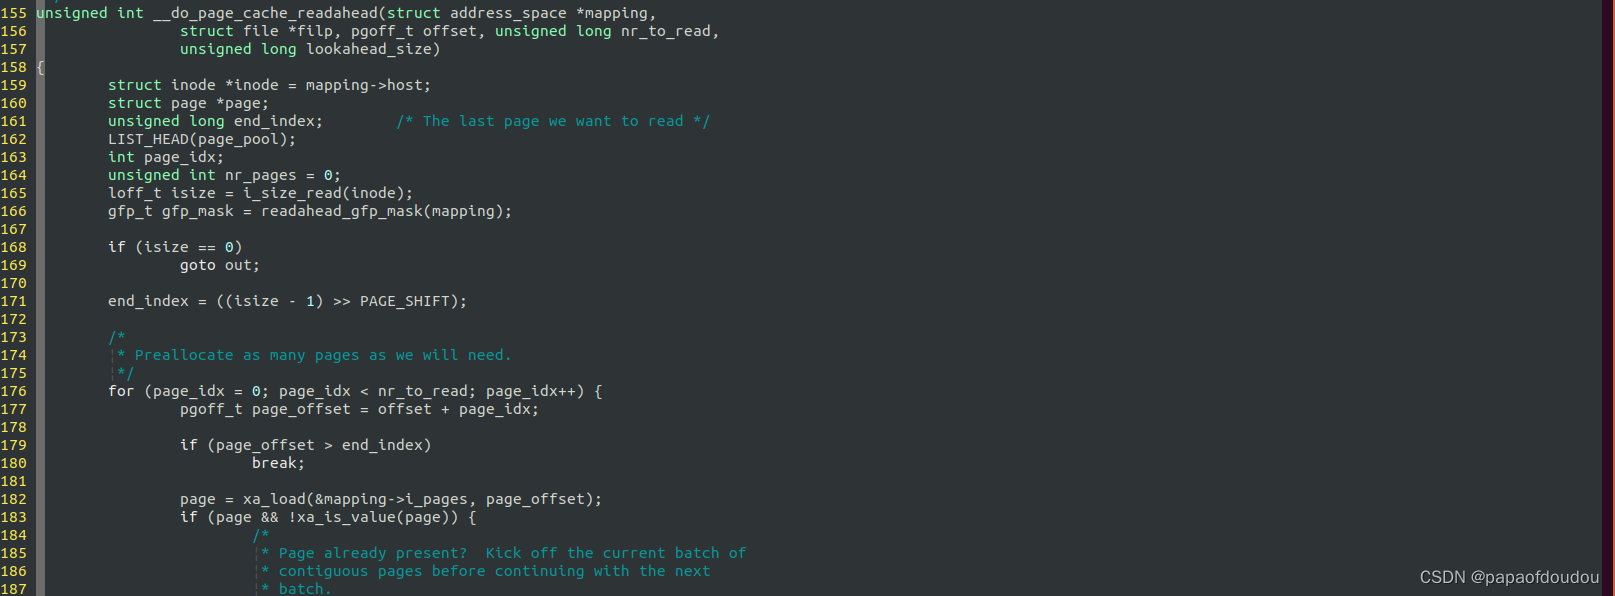 155 unsigned int __do_page_cache_readahead(struct address_space *mapping,
156                 struct file *filp, pgoff_t offset, unsigned long nr_to_read,
157                 unsigned long lookahead_size)
158 {
159         struct inode *inode = mapping->host;
160         struct page *page;
161         unsigned long end_index;        /* The last page we want to read */
162         LIST_HEAD(page_pool);
163         int page_idx;
164         unsigned int nr_pages = 0;
165         loff_t isize = i_size_read(inode);
166         gfp_t gfp_mask = readahead_gfp_mask(mapping);
167
168         if (isize == 0)
169                 goto out;
170
171         end_index = ((isize - 1) >> PAGE_SHIFT);
172
173         /*
174         ¦* Preallocate as many pages as we will need.
175         ¦*/
176         for (page_idx = 0; page_idx < nr_to_read; page_idx++) {
177                 pgoff_t page_offset = offset + page_idx;
178
179                 if (page_offset > end_index)
180                         break;
181
182                 page = xa_load(&mapping->i_pages, page_offset);
183                 if (page && !xa_is_value(page)) {
184                         /*
185                         ¦* Page already present?  Kick off the current batch of
186                         ¦* contiguous pages before continuing with the next
187                         ¦* batch.
CSDN @papaofdoudou